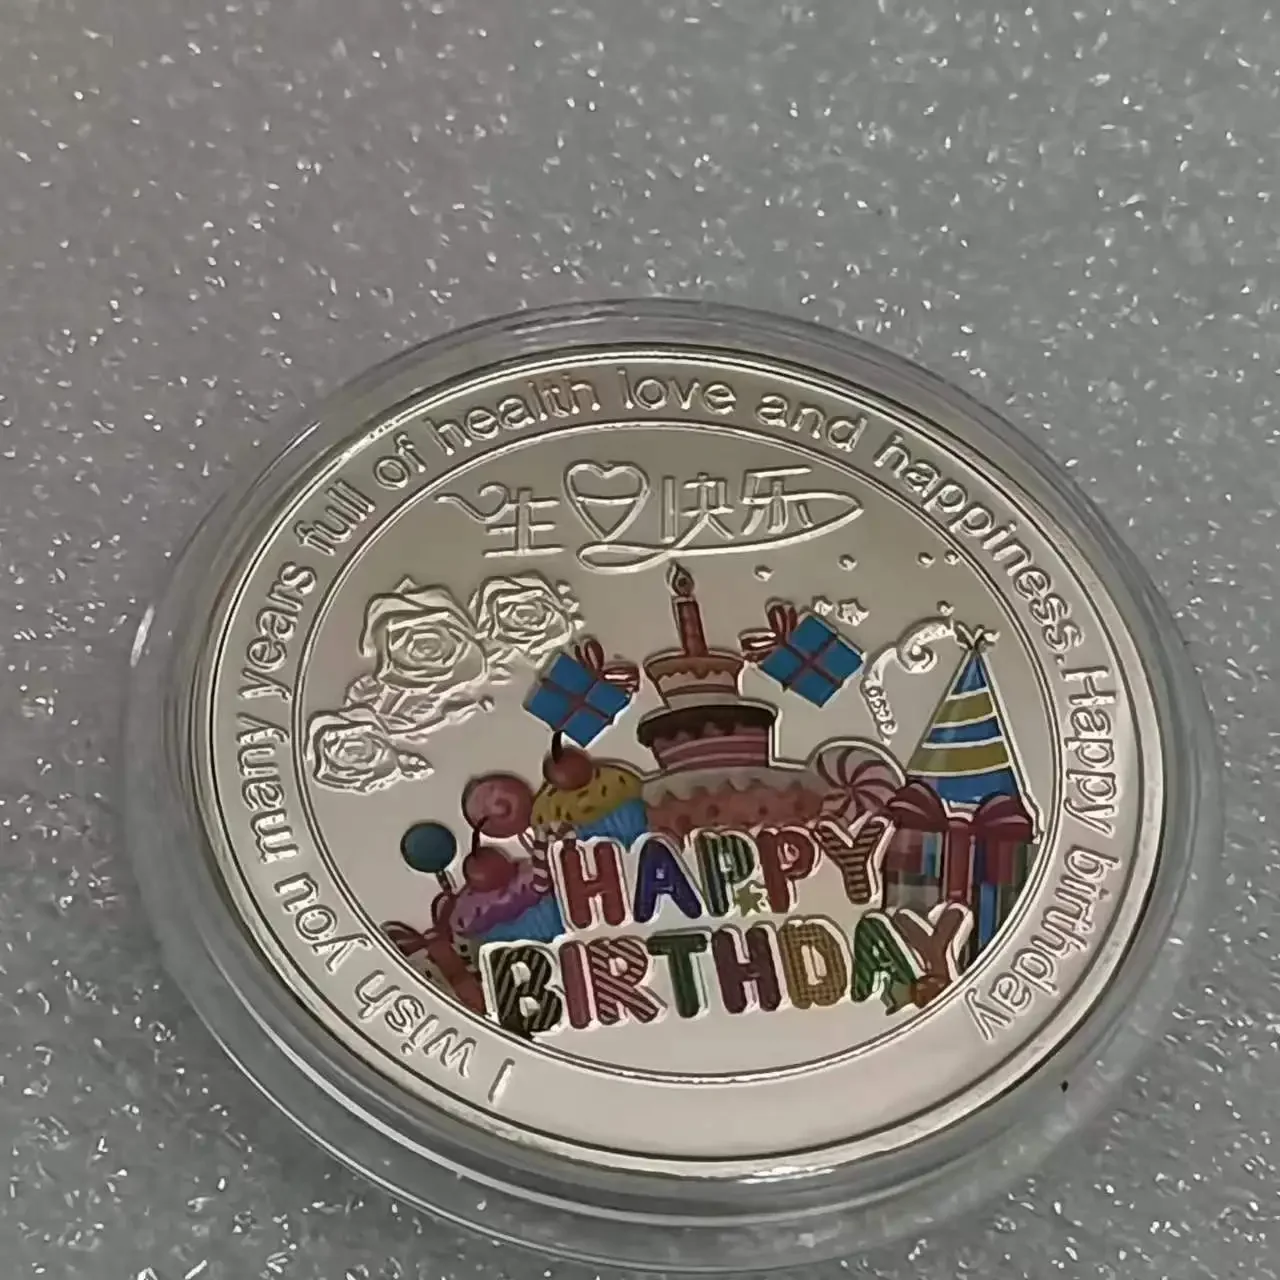 I wish you many years full of health love and happiness.Happy birthday
生日快乐
HAPPY
BIRTHDAY